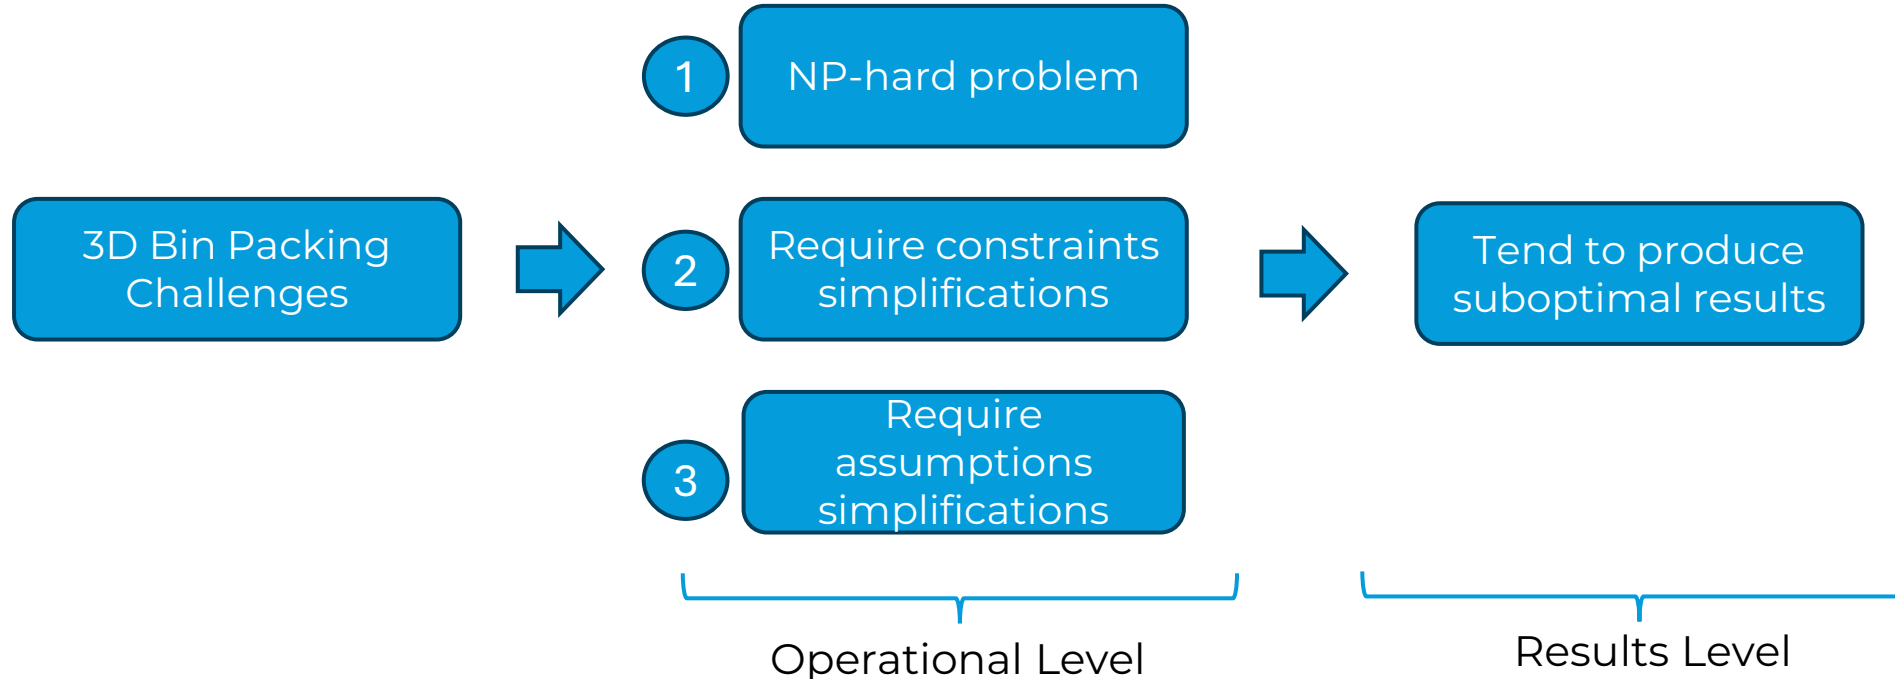 3D Bin Packing
Challenges
1
NP-hard problem
2
Require constraints
simplifications
3
Require
assumptions
simplifications
Tend to produce
suboptimal results
Operational Level
Results Level